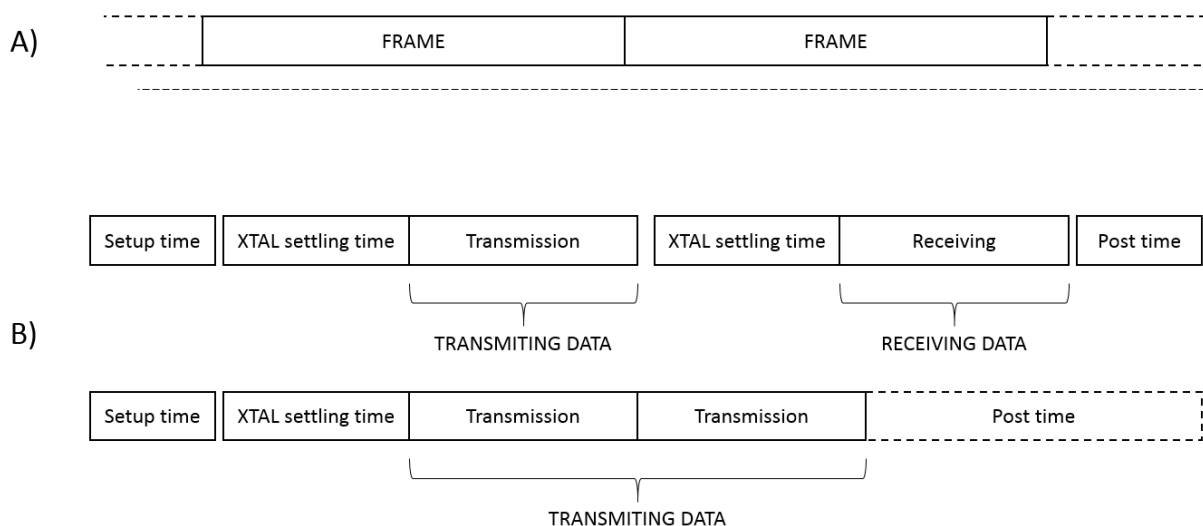 A)
FRAME FRAME
Setup time XTAL settling time Transmission XTAL settling time Receiving Post time
TRANSMITING DATA RECEIVING DATA
B)
Setup time XTAL settling time Transmission Transmission Post time
TRANSMITING DATA